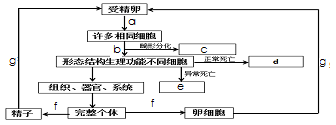 受精卵
a
许多相同细胞
b 畸形分化 c
g g
形态结构生理功能不同细胞 正常死亡 d
异常死亡
组织、器官、系统 e
f f
精子 完整个体 卵细胞